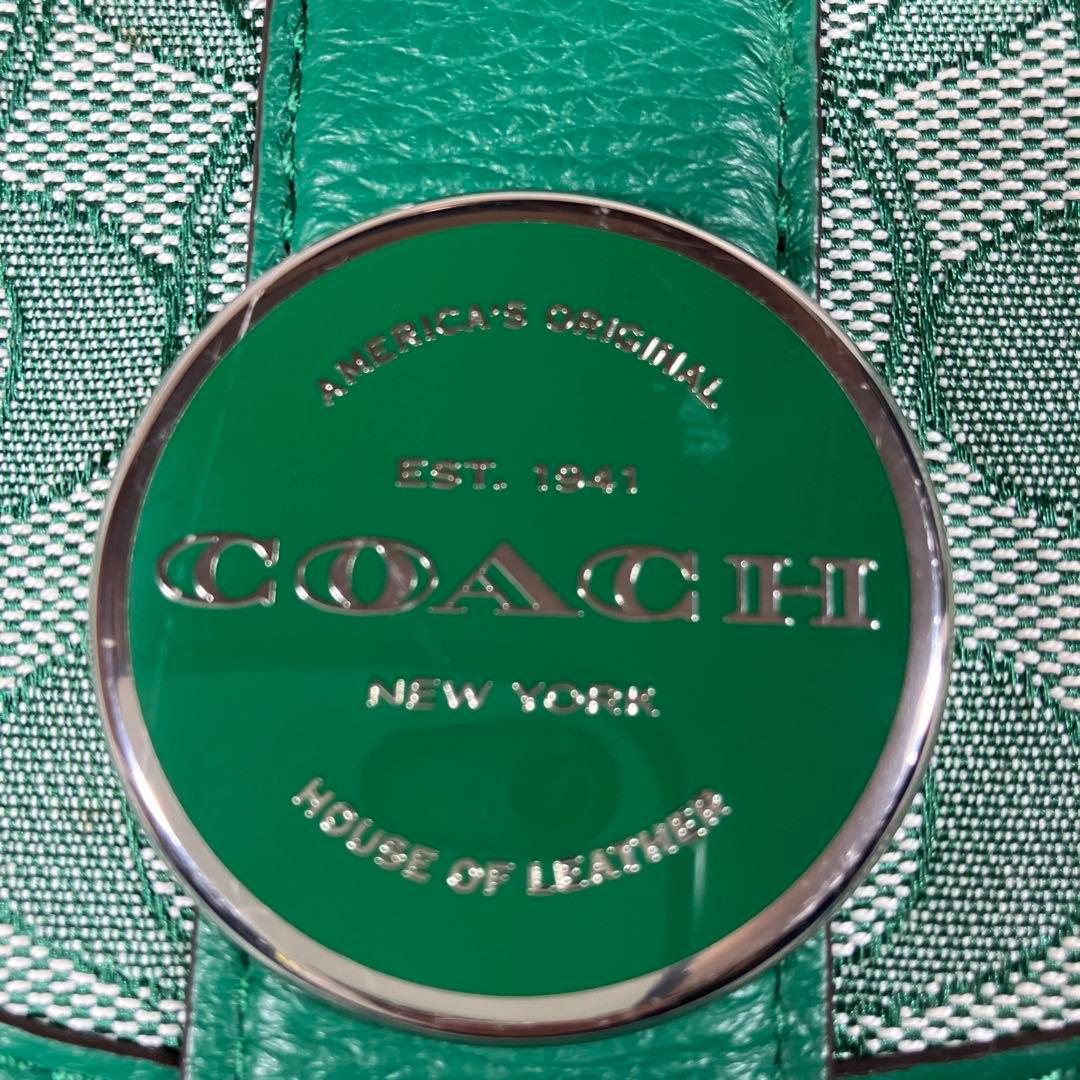 AMERICA'S ORIGINAL
EST. 1941
COACH
NEW YORK
HOUSE OF LEATHER